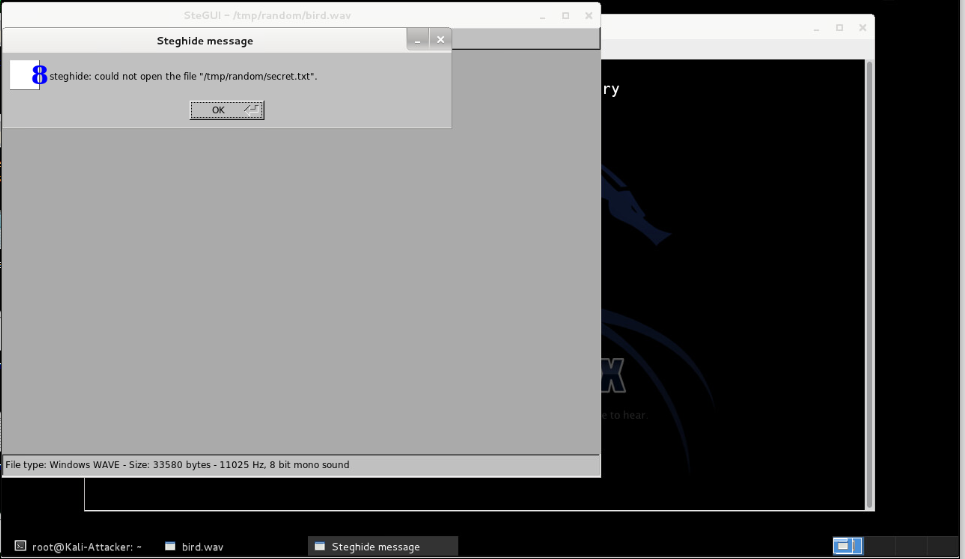 SteGUI - /tmp/random/bird.wav
Steghide message
steghide: could not open the file "/tmp/random/secret.txt".
OK
ry
e to hear.
File type: Windows WAVE - Size: 33580 bytes - 11025 Hz, 8 bit mono sound
root@Kali-Attacker: ~
bird.wav
Steghide message